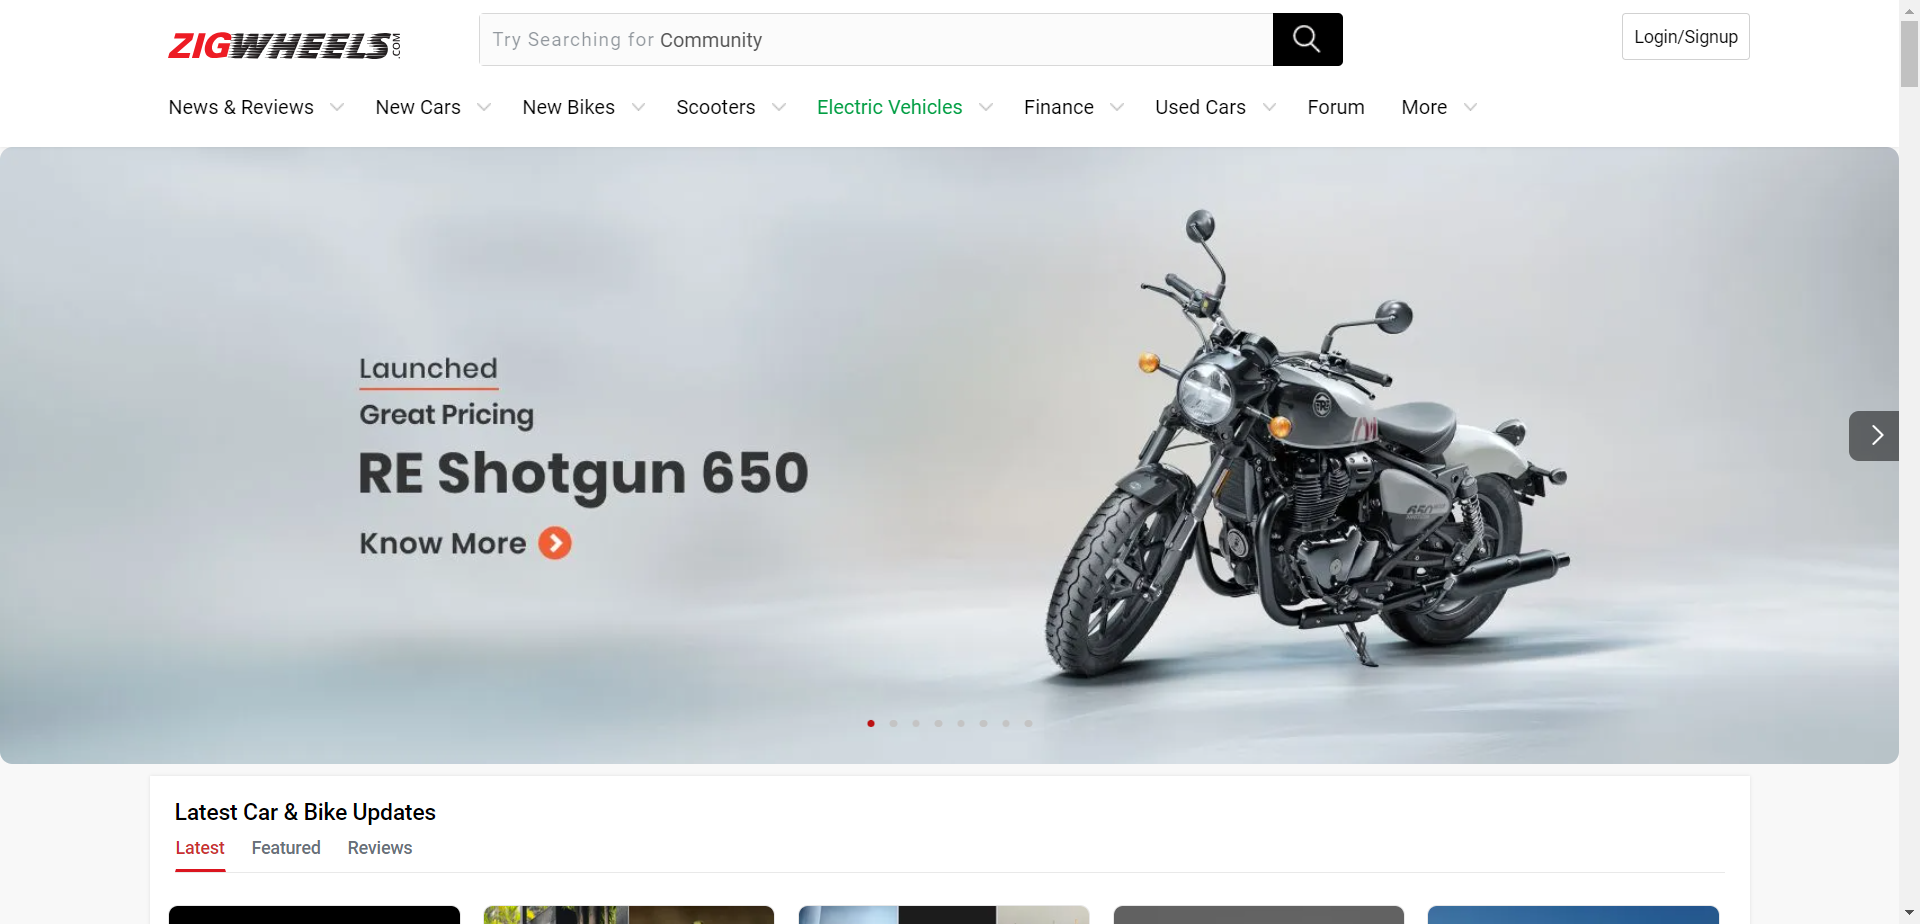 ZIGWHEELS.COM
Try Searching for Community
Login/Signup
News & Reviews
New Cars
New Bikes
Scooters
Electric Vehicles
Finance
Used Cars
Forum
More
Launched
Great Pricing
RE Shotgun 650
Know More
650
Latest Car & Bike Updates
Latest
Featured
Reviews